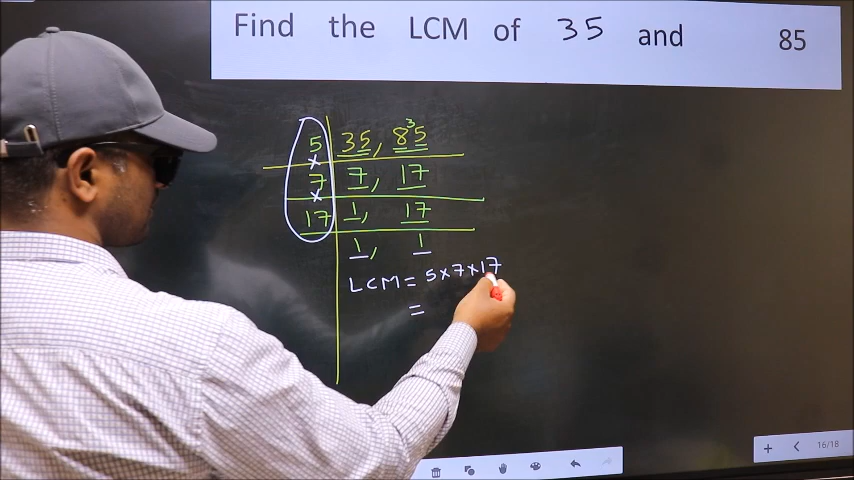 Find the LCM of 35 and 85
5 35, 8³5
×
7 7, 17
×
17 1, 17
1, 1
LCM = 5×7×17
=
+ < 16/18